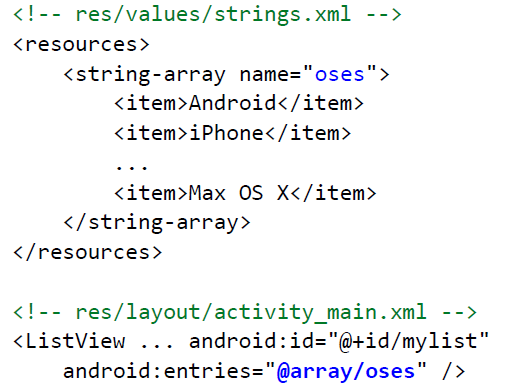 <!-- res/values/strings.xml -->
<resources>
    <string-array name="oses">
        <item>Android</item>
        <item>iPhone</item>
        ...
        <item>Max OS X</item>
    </string-array>
</resources>

<!-- res/layout/activity_main.xml -->
<ListView ... android:id="@+id/mylist"
    android:entries="@array/oses" />